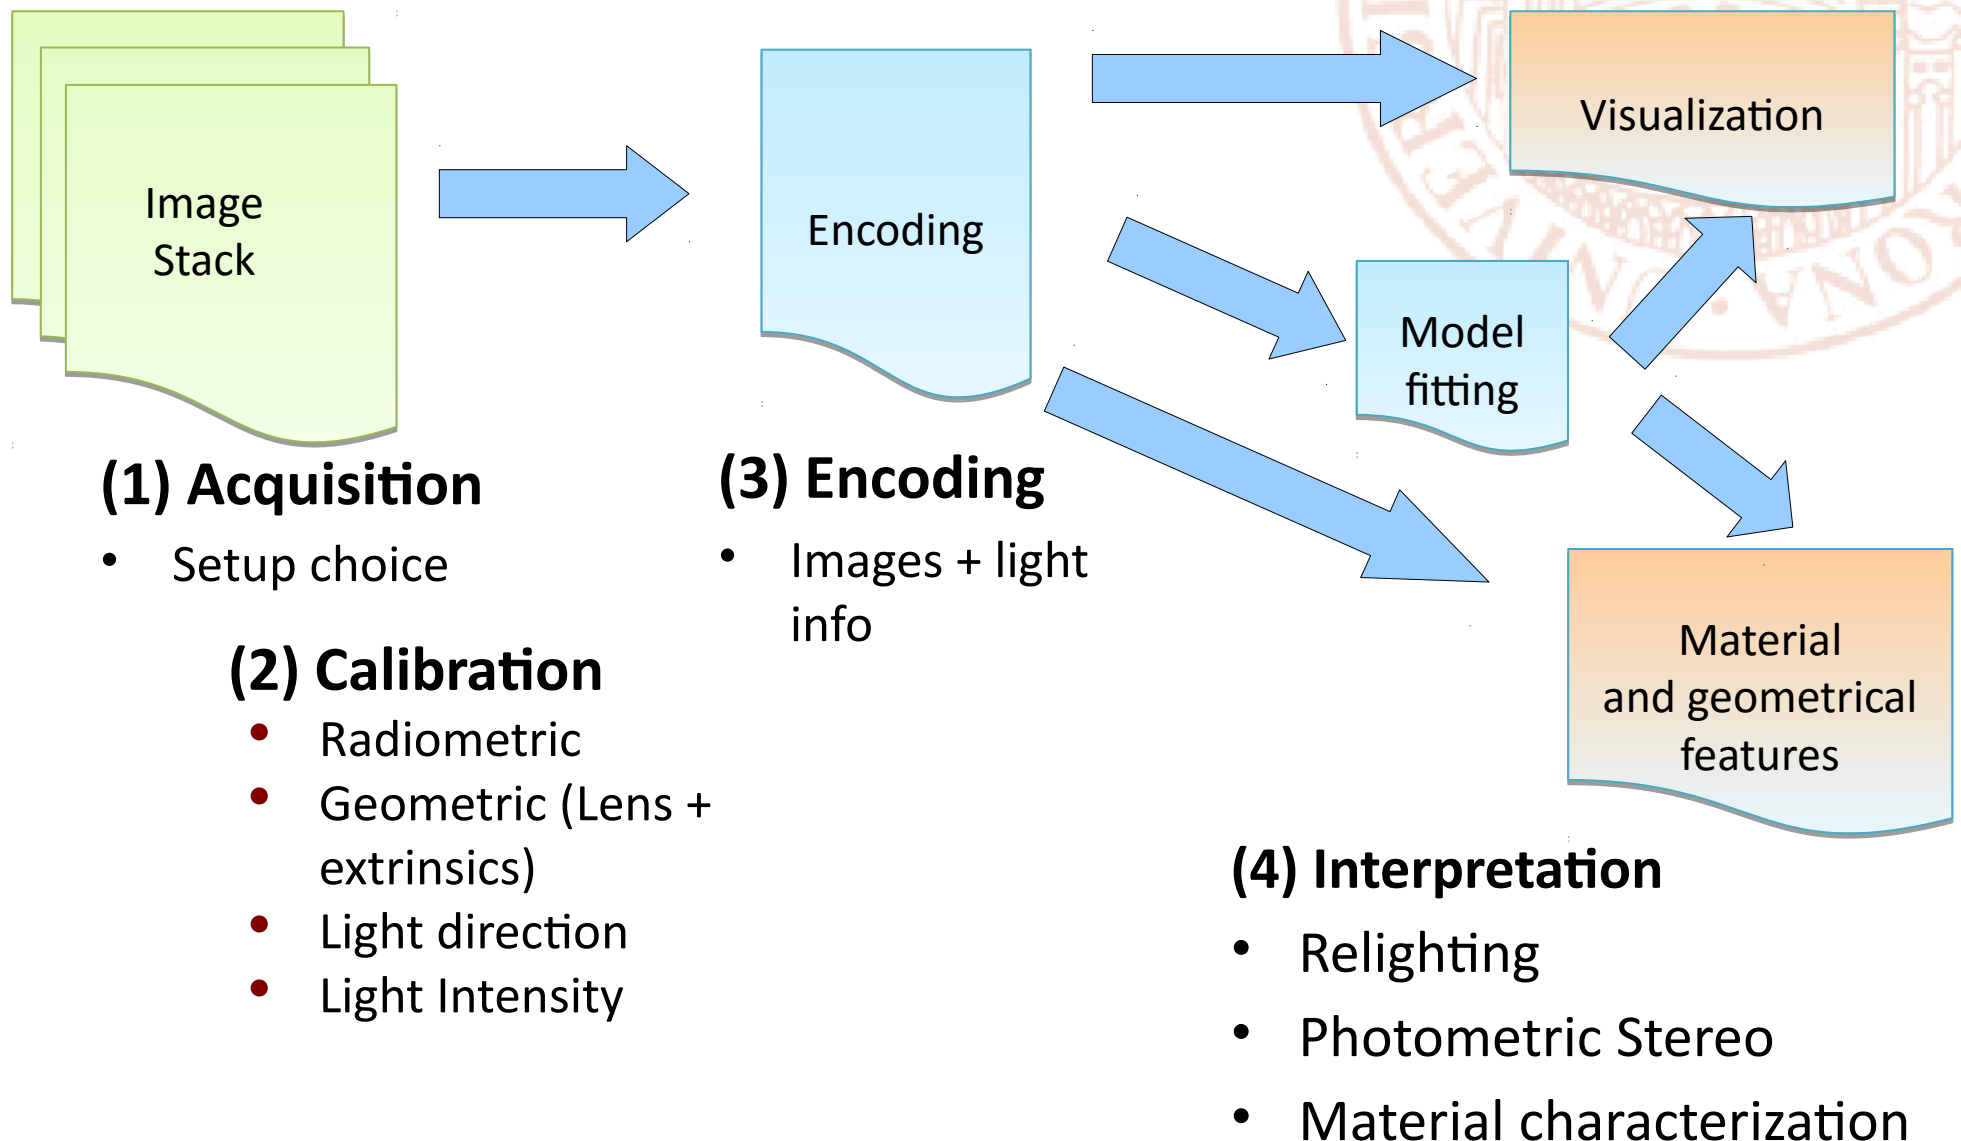 Image
Stack
Encoding
Visualization
Model
fitting
Material
and geometrical
features
(1) Acquisition
• Setup choice
(2) Calibration
• Radiometric
• Geometric (Lens +
extrinsics)
• Light direction
• Light Intensity
(3) Encoding
• Images + light
info
(4) Interpretation
• Relighting
• Photometric Stereo
• Material characterization